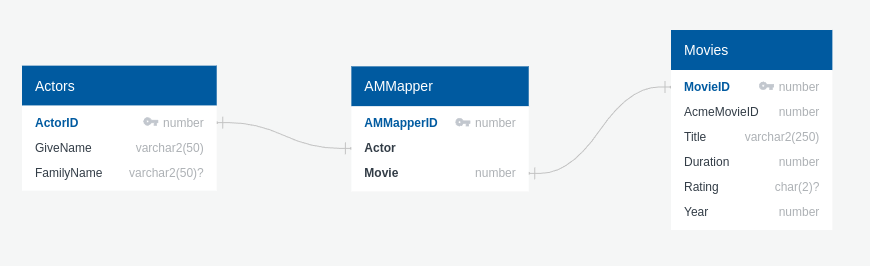 Actors
ActorID number
GiveName varchar2(50)
FamilyName varchar2(50)?
AMMapper
AMMapperID number
Actor
Movie number
Movies
MovieID number
AcmeMovieID number
Title varchar2(250)
Duration number
Rating char(2)?
Year number